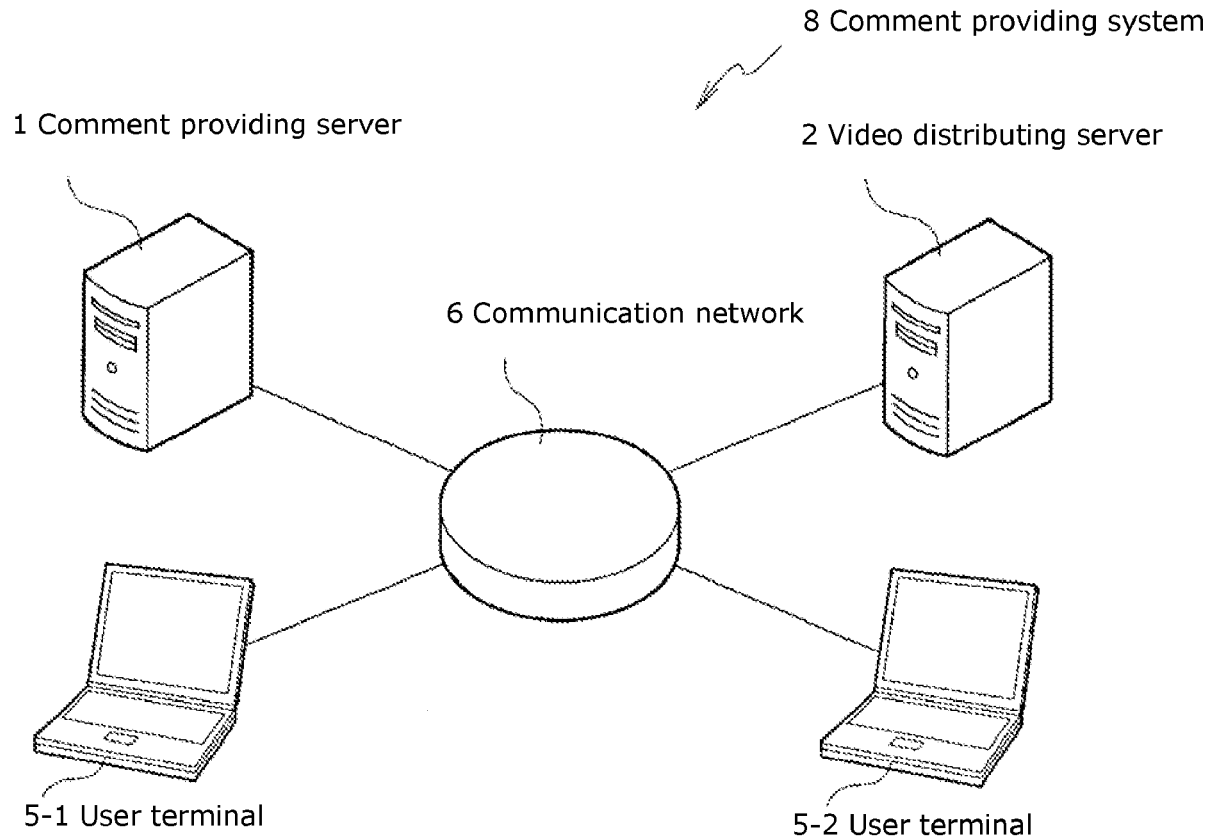 8 Comment providing system
1 Comment providing server
2 Video distributing server
6 Communication network
5-1 User terminal
5-2 User terminal